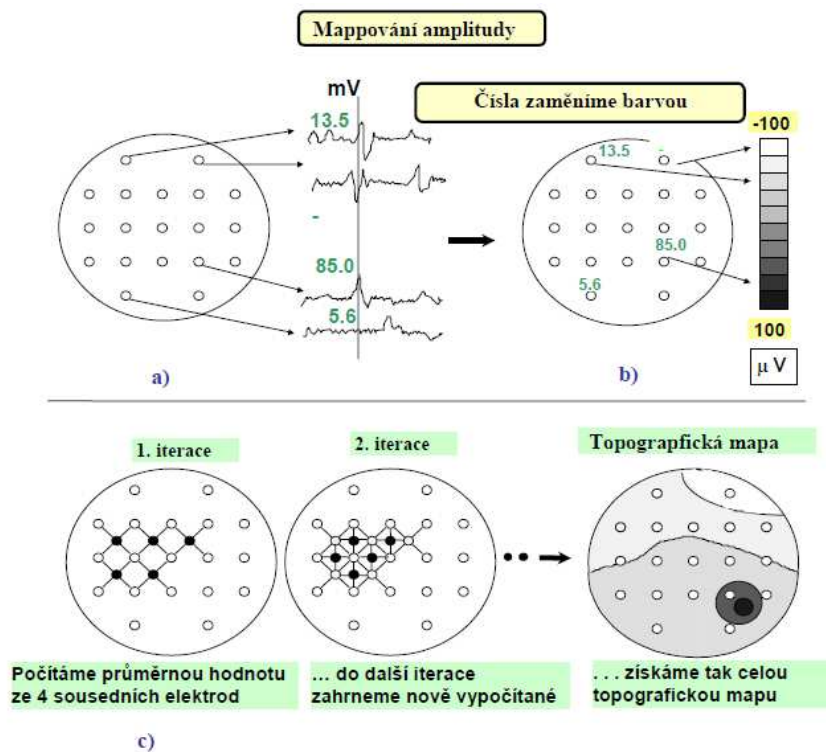 Mappování amplitudy
mV
Čísla zaměníme barvou
13.5
-
85.0
5.6
a)
13.5
-
85.0
5.6
b)
-100
100
μ V
1. iterace
2. iterace
Topograpfická mapa
Počítáme průměrnou hodnotu
ze 4 sousedních elektrod
... do další iterace
zahrneme nově vypočítané
. . . získáme tak celou
topografickou mapu
c)